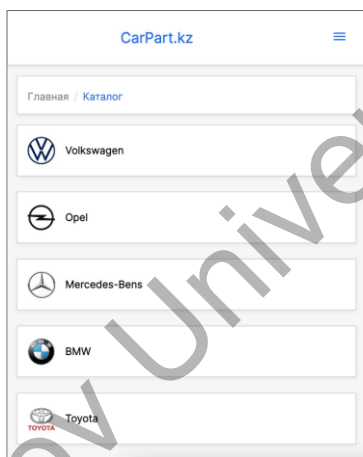 CarPart.kz
Главная / Каталог
Volkswagen
Opel
Mercedes-Bens
BMW
Toyota
TOYOTA